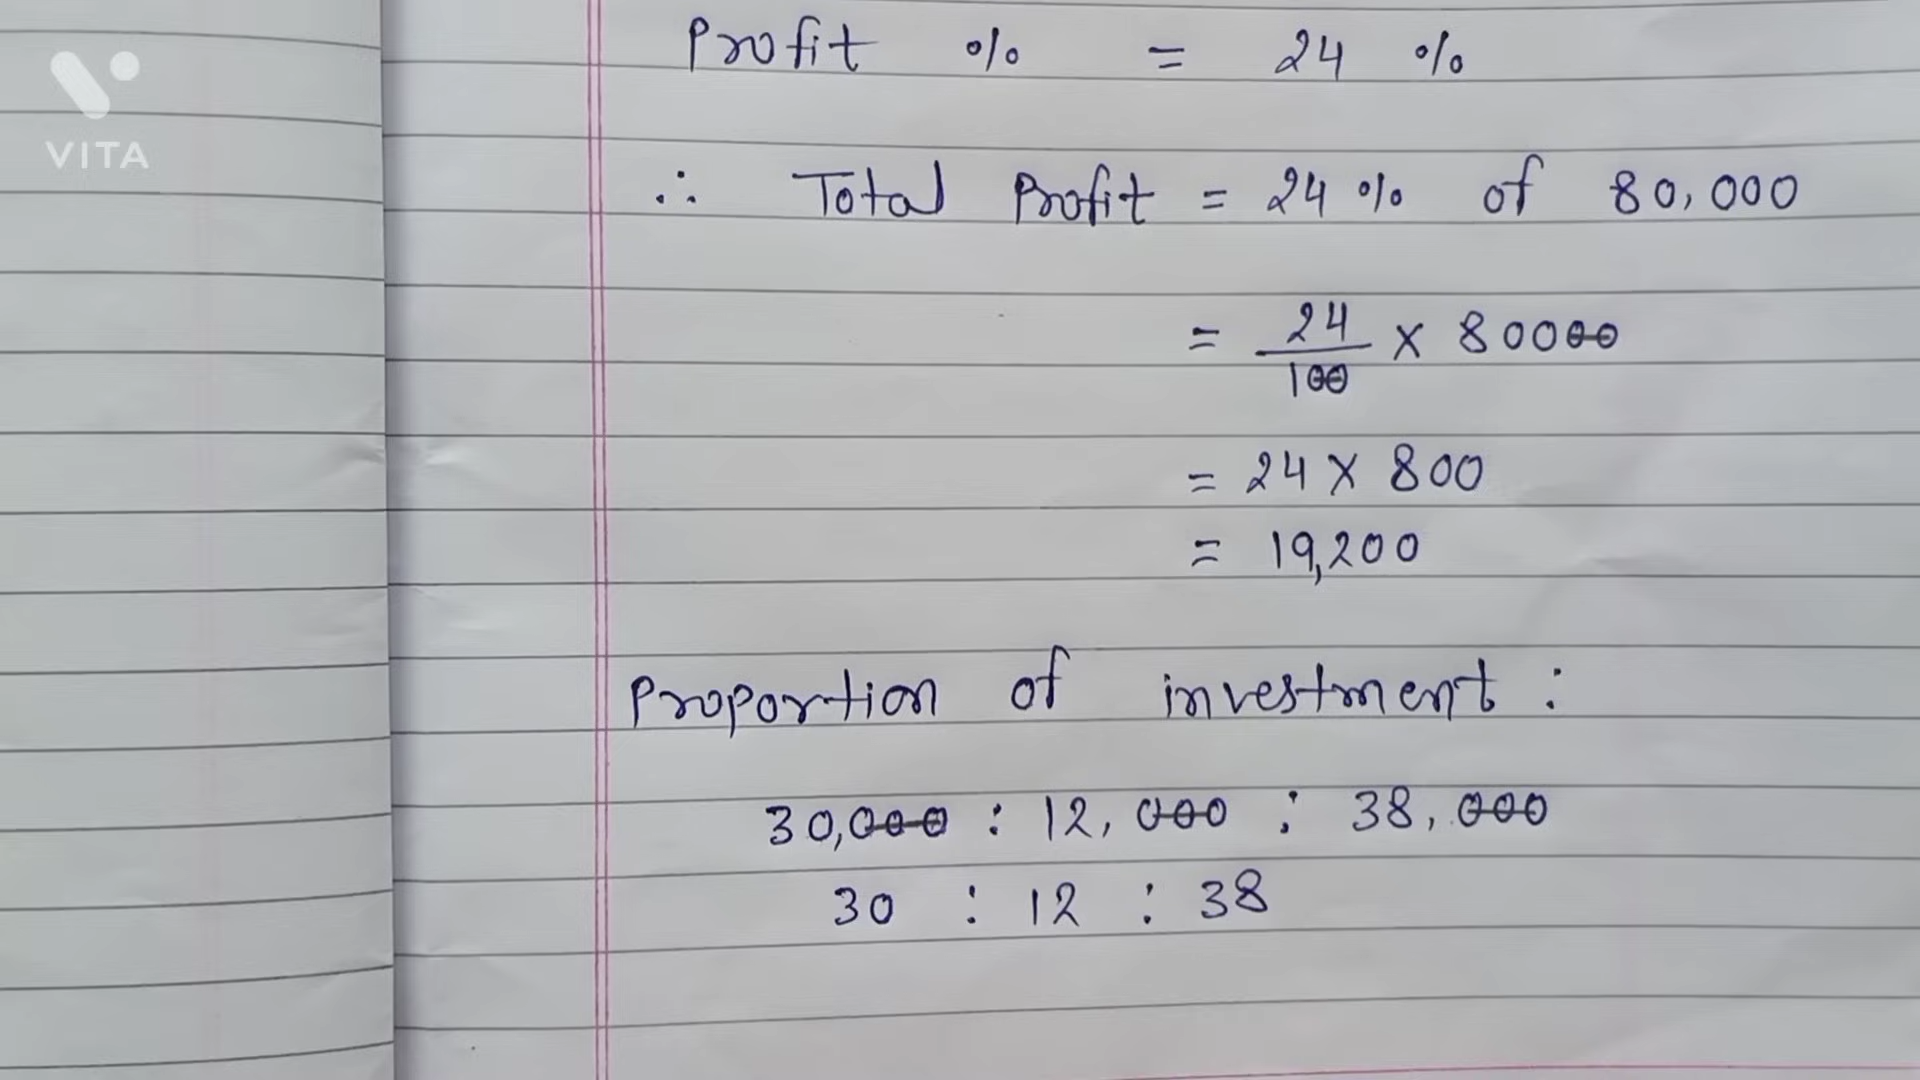 VITA
Profit % = 24 %
∴ Total Profit = 24 % of 80,000
= 24/100 × 80000
= 24 × 800
= 19,200
Proportion of investment :
30,000 : 12,000 : 38,000
30 : 12 : 38